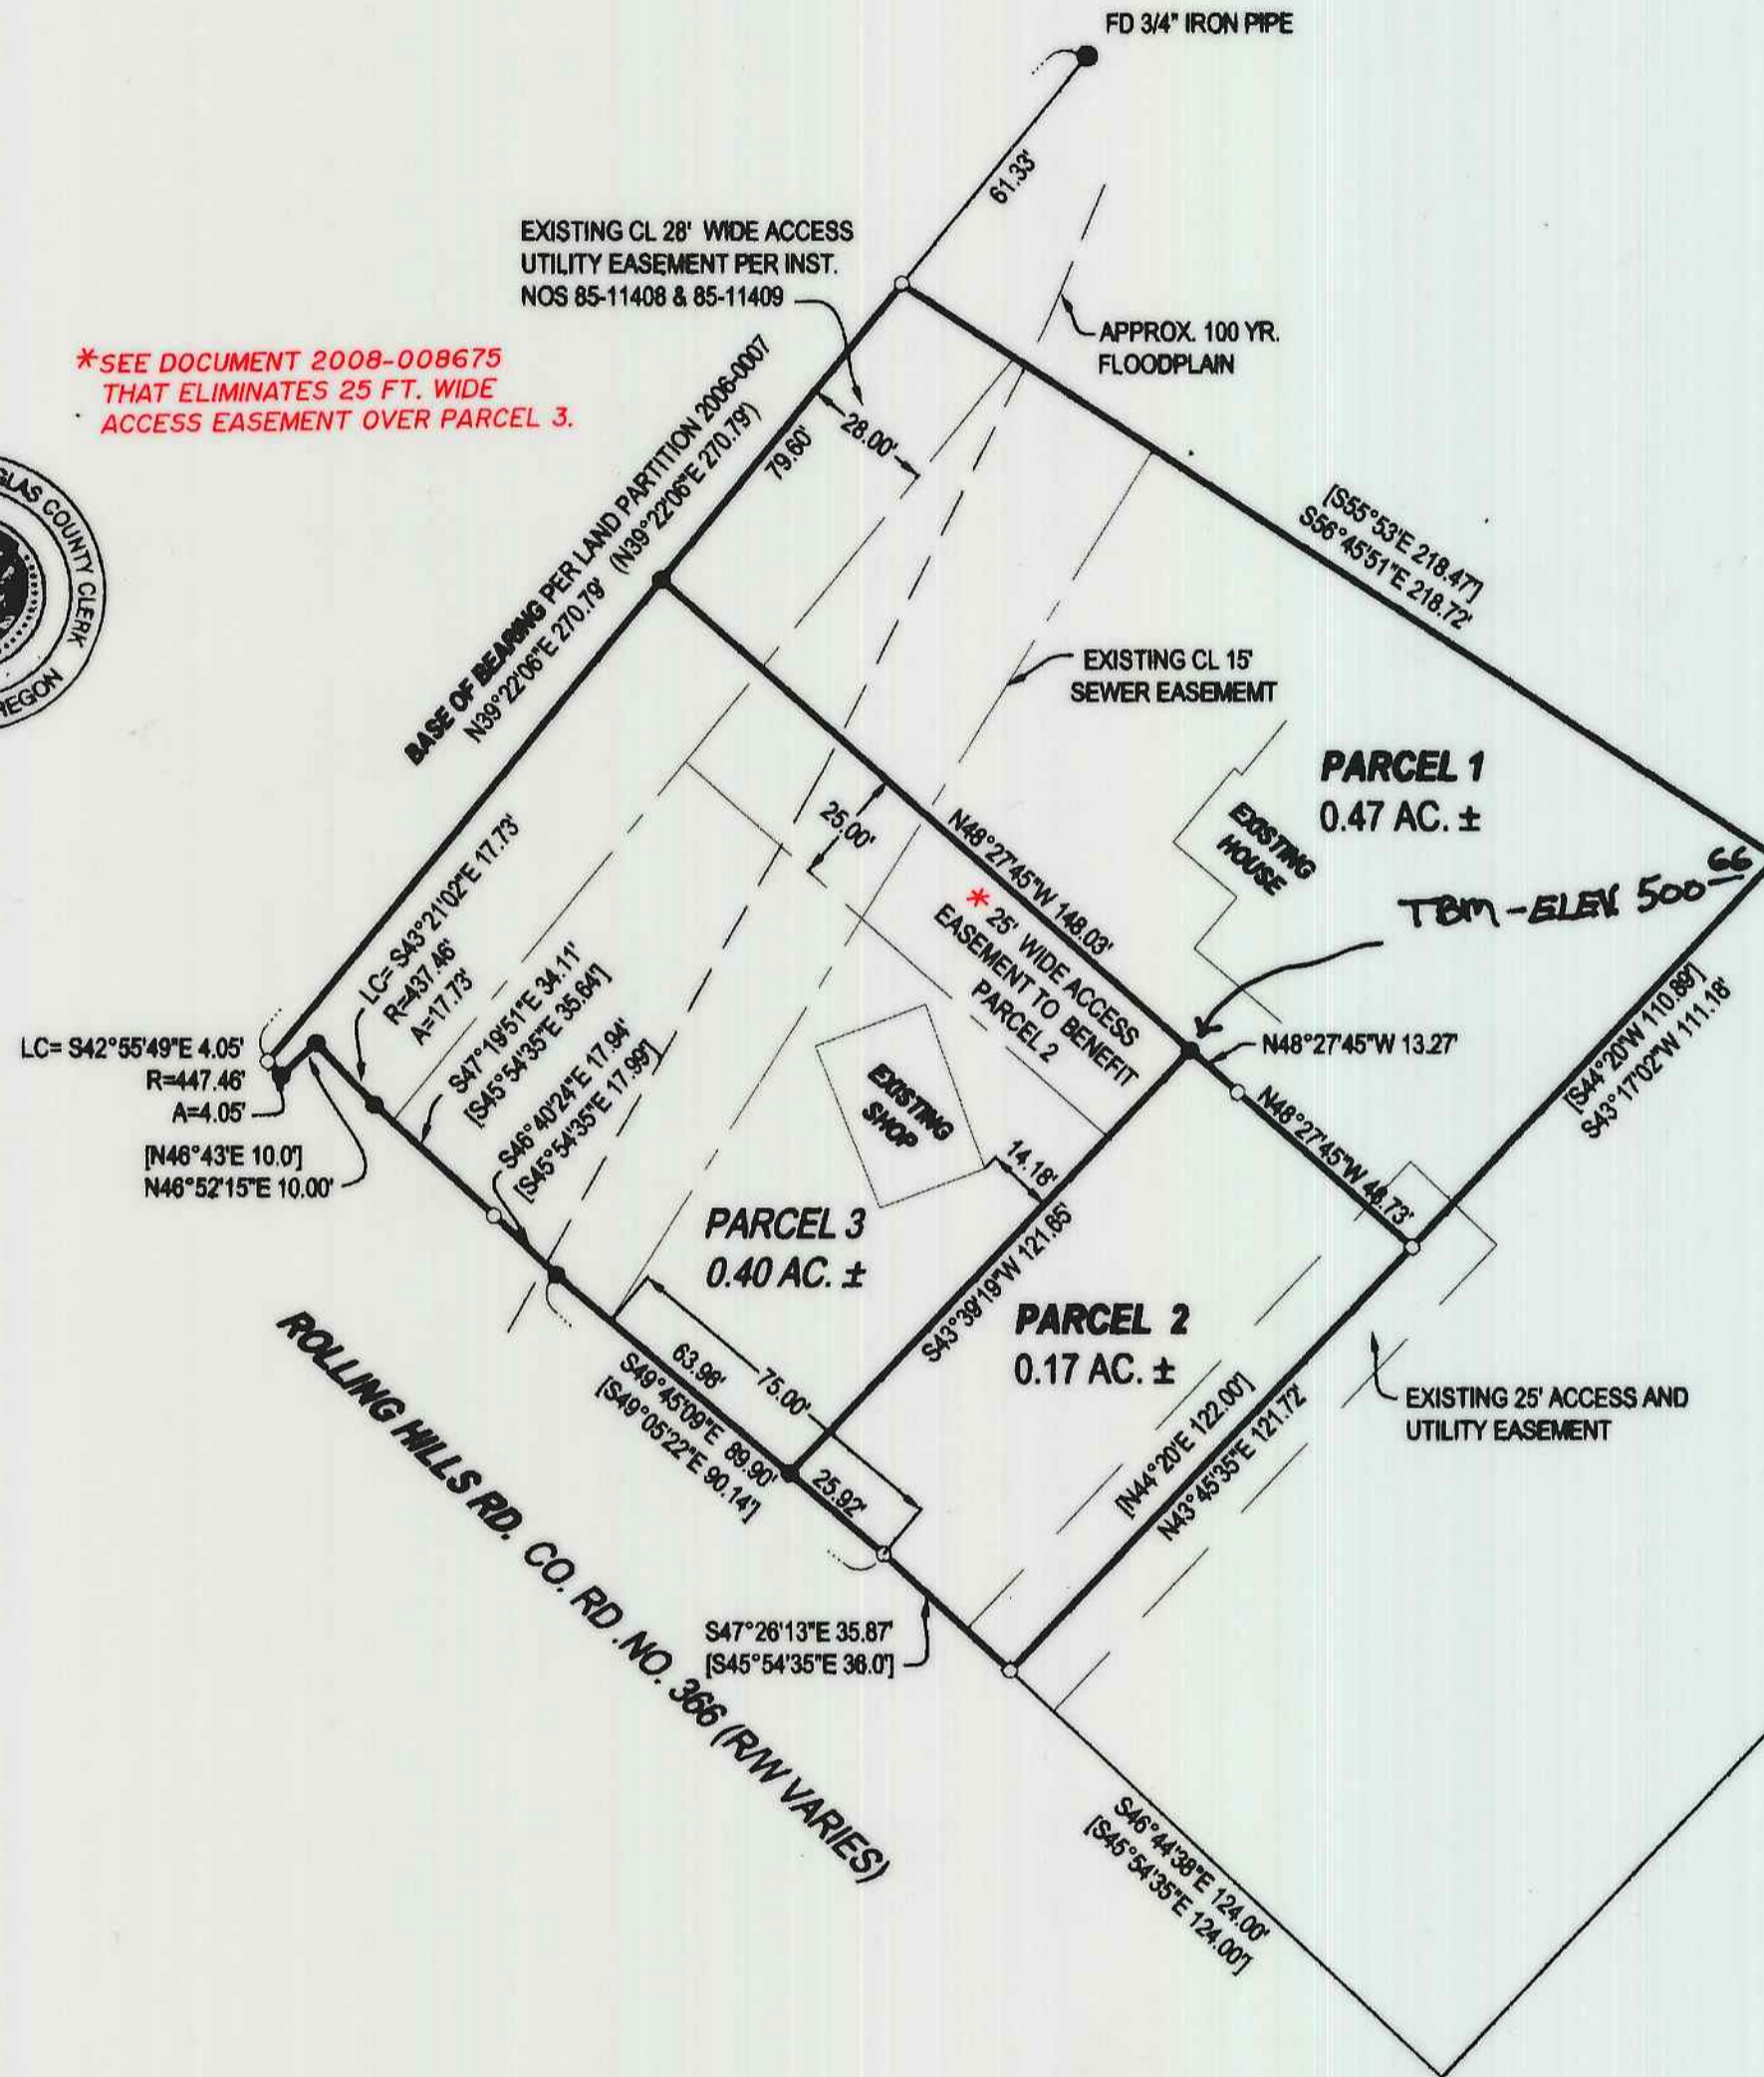 FD 3/4" IRON PIPE
61.33'
EXISTING CL 28' WIDE ACCESS
UTILITY EASEMENT PER INST.
NOS 85-11408 & 85-11409
APPROX. 100 YR.
FLOODPLAIN
*SEE DOCUMENT 2008-008675
THAT ELIMINATES 25 FT. WIDE
ACCESS EASEMENT OVER PARCEL 3.
GLAS COUNTY CLERK
REGON
BASE OF BEARING PER LAND PARTITION 2006-0007
N39°22'06"E 270.79' (N39°22'06"E 270.79')
79.60'
28.00'
[S55°53'E 218.47']
S56°45'51"E 218.72'
EXISTING CL 15'
SEWER EASEMEMT
PARCEL 1
0.47 AC. ±
EXISTING
HOUSE
TBM-ELEV. 500 66
25.00'
N48°27'45"W 148.03'
* 25' WIDE ACCESS
EASEMENT TO BENEFIT
PARCEL 2
LC= S43°21'02"E 17.73'
R=437.46'
A=17.73'
LC= S42°55'49"E 4.05'
R=447.46'
A=4.05'
[N46°43'E 10.0']
N46°52'15"E 10.00'
S47°19'51"E 34.11'
[S45°54'35"E 35.64']
S46°40'24"E 17.94'
[S45°54'35"E 17.99']
EXISTING
SHOP
14.18'
N48°27'45"W 13.27'
N48°27'45"W 48.73'
[S44°20'W 110.89']
S43°17'02"W 111.18'
PARCEL 3
0.40 AC. ±
S43°39'19"W 121.65'
PARCEL 2
0.17 AC. ±
63.98'
75.00'
S49°45'09"E 89.90'
[S49°05'22"E 90.14']
25.92'
[N44°20'E 122.00']
N43°45'35"E 121.72'
EXISTING 25' ACCESS AND
UTILITY EASEMENT
ROLLING HILLS RD. CO. RD .NO. 366 (R/W VARIES)
S47°26'13"E 35.87'
[S45°54'35"E 36.0']
S46°44'38"E 124.00'
[S45°54'35"E 124.00']